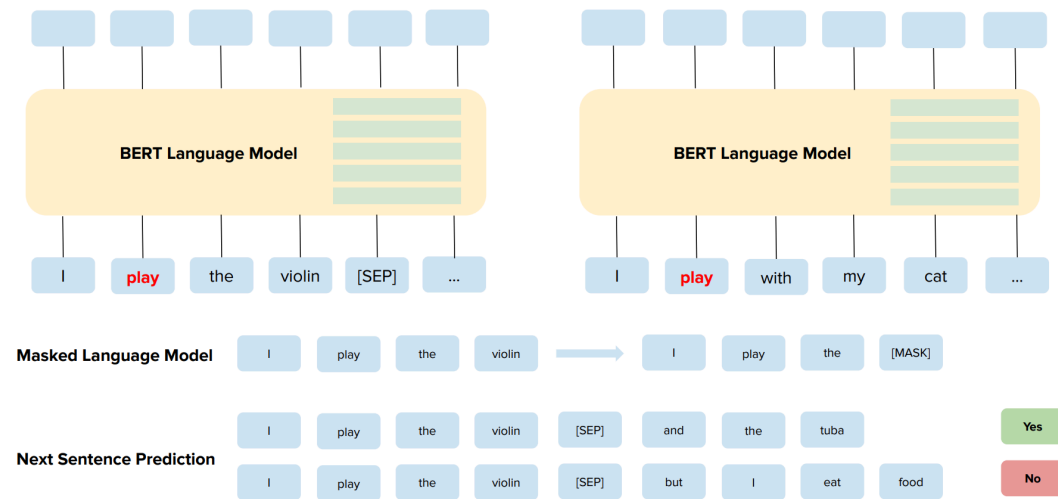 BERT Language Model
I play the violin [SEP] ...
BERT Language Model
I play with my cat ...
Masked Language Model I play the violin I play the [MASK]
I play the violin [SEP] and the tuba Yes
Next Sentence Prediction
I play the violin [SEP] but I eat food No